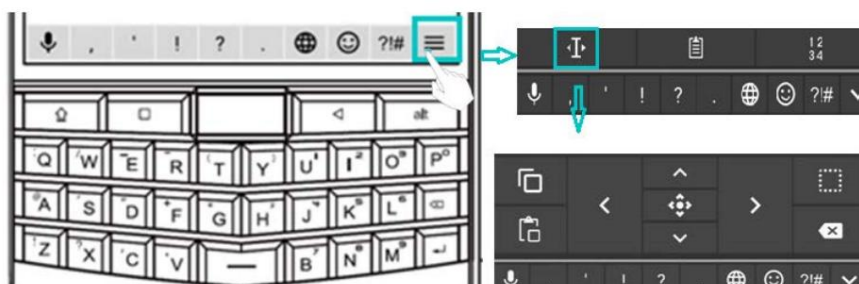 , ' ! ? . ?!#
alt
Q W E R T Y U I O P
A S D F G H J K L
Z X C V B N M
1 2
3 4
, ' ! ? . ?!#
' ! ? ?!#